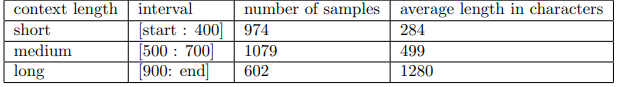 context length interval number of samples average length in characters
short [start : 400] 974 284
medium [500 : 700] 1079 499
long [900: end] 602 1280